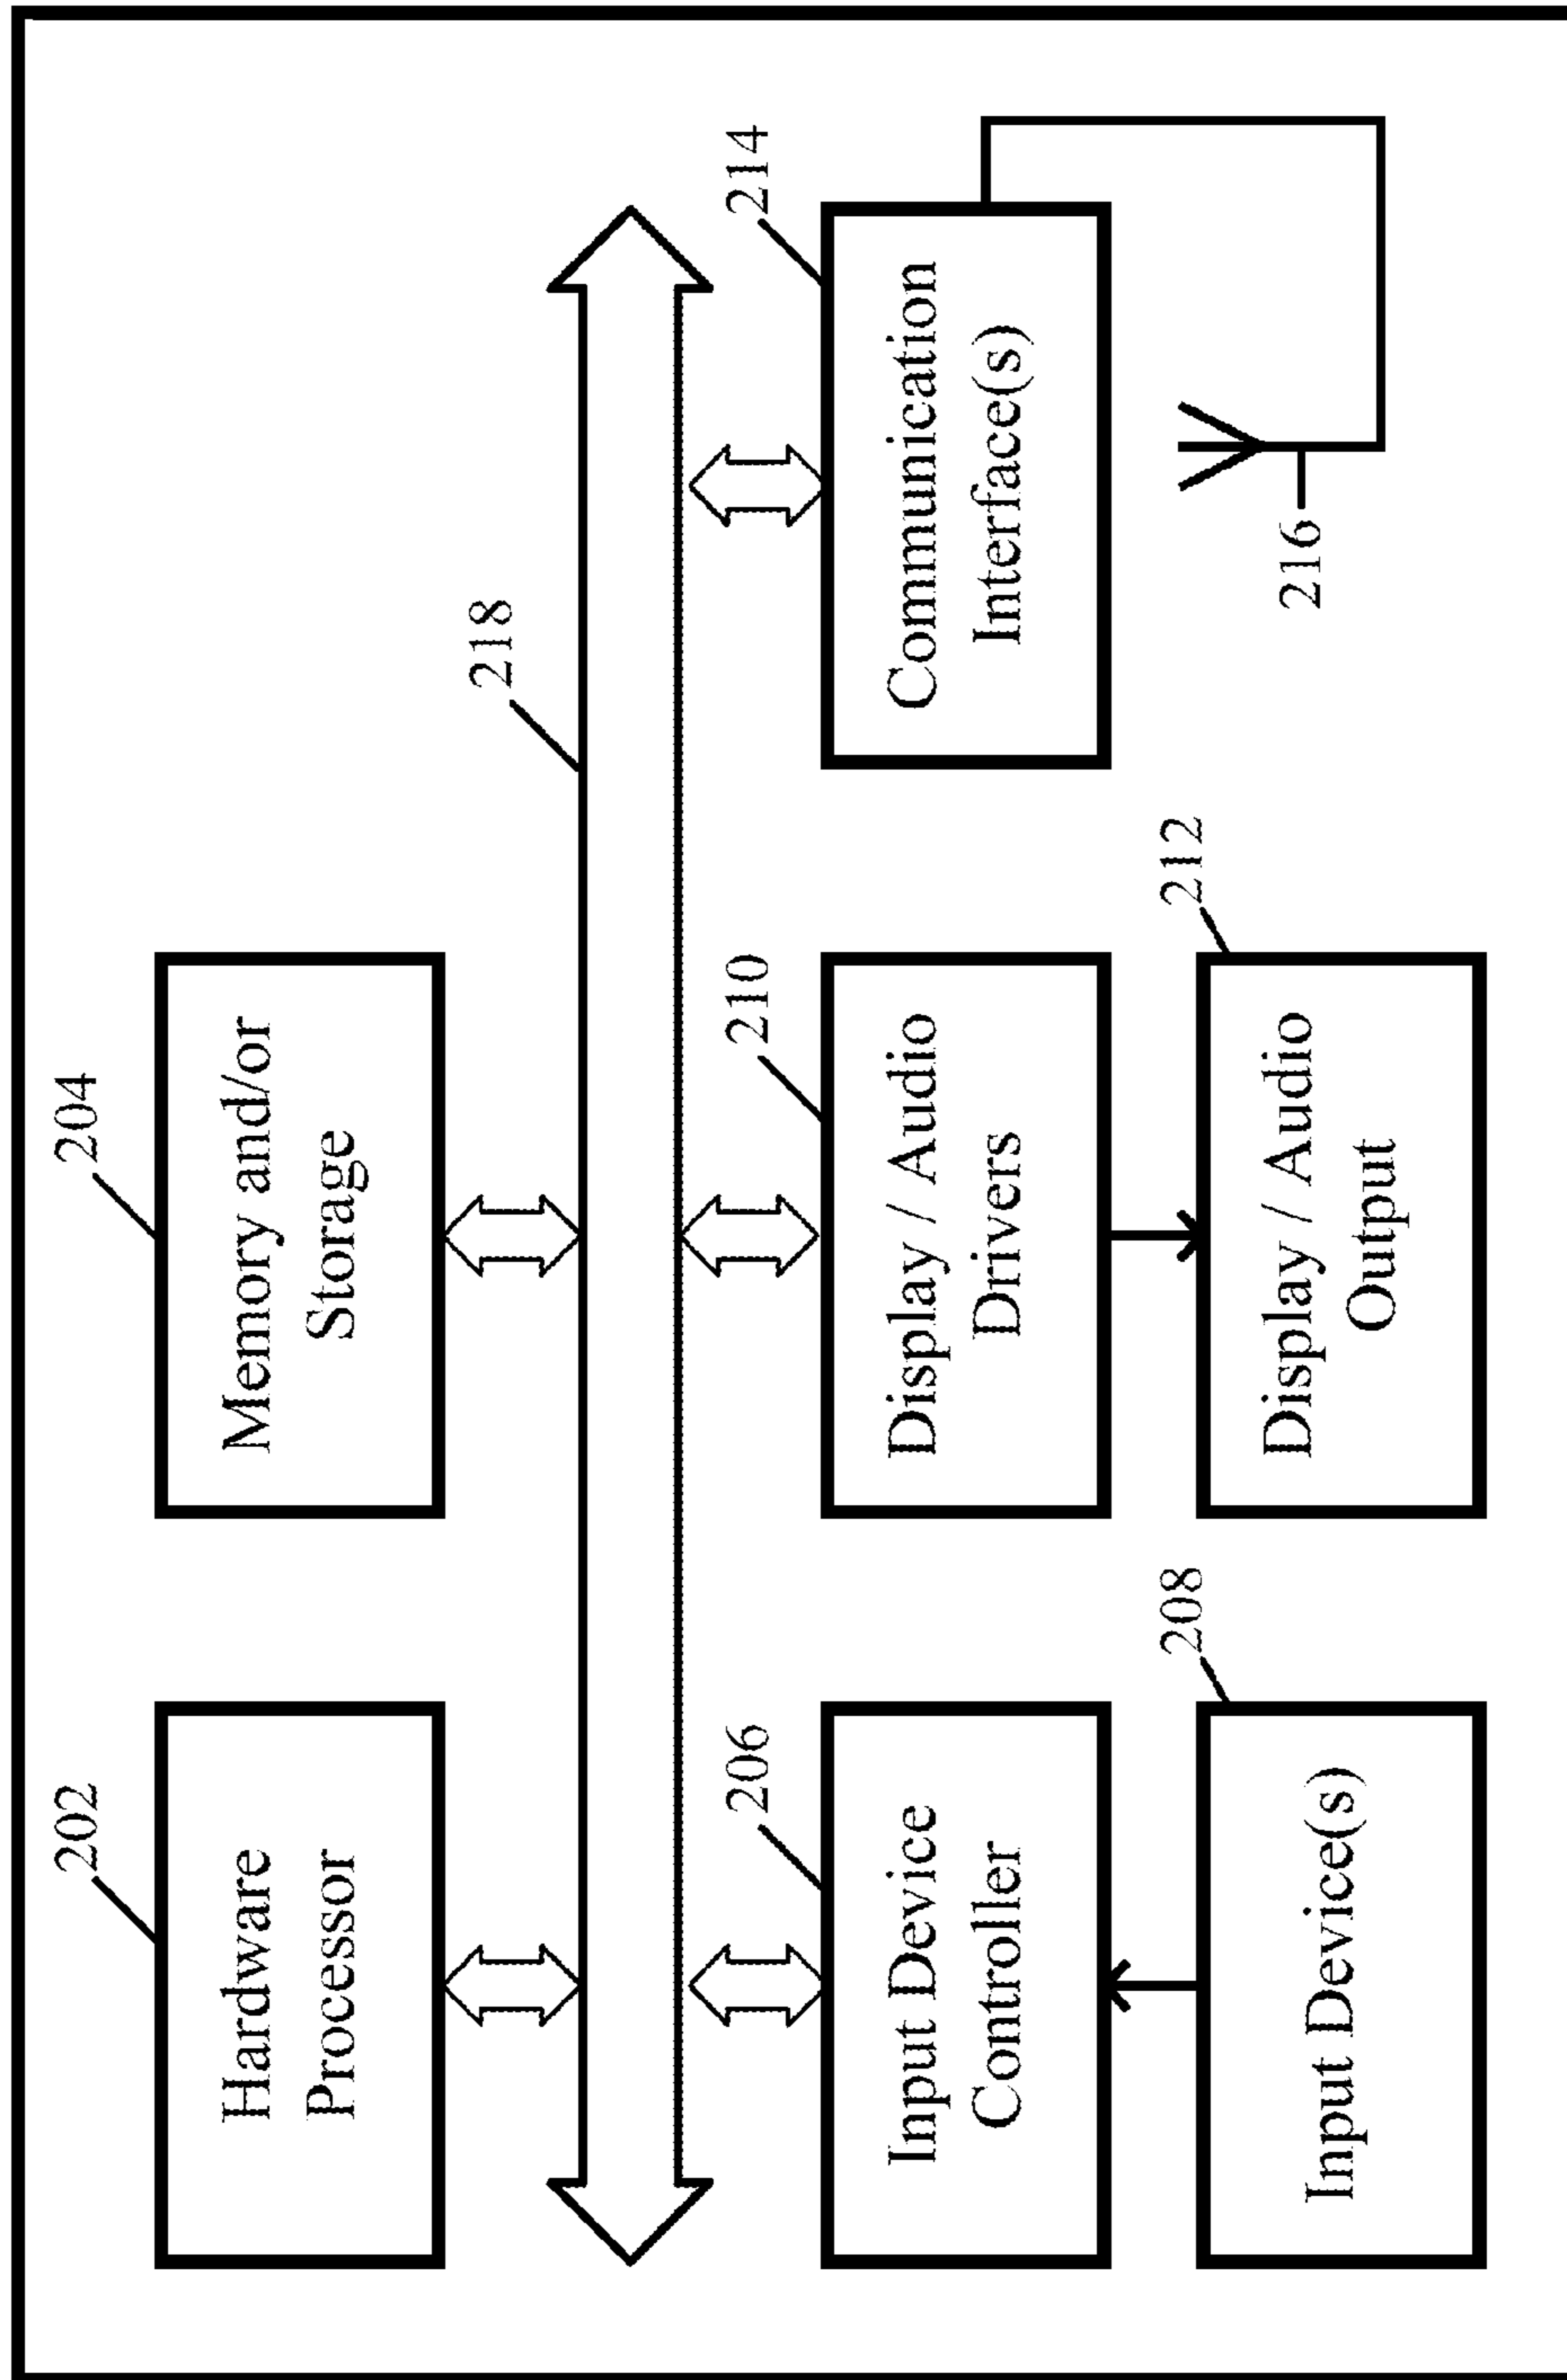 202
Hardware
Processor
204
Memory and/or
Storage
218
206
Input Device
Controller
210
Display / Audio
Drivers
214
Communication
Interface(s)
208
Input Device(s)
212
Display / Audio
Output
216